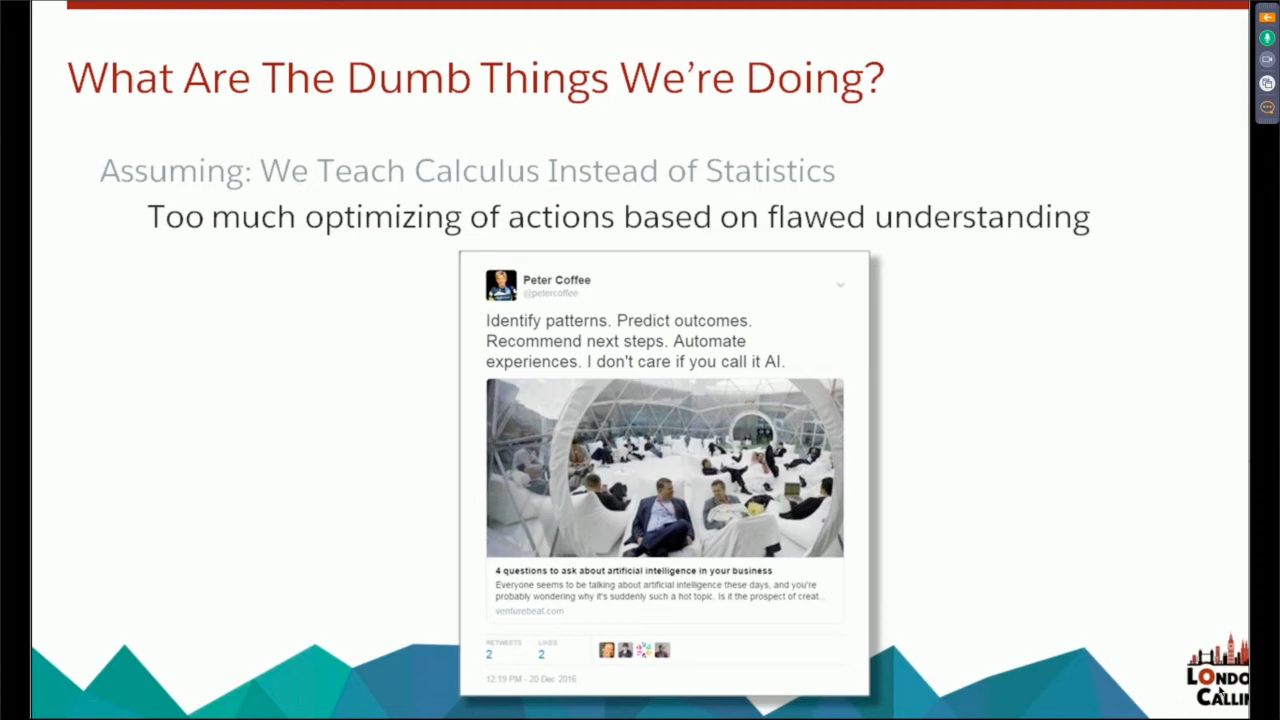 What Are The Dumb Things We're Doing?
Assuming: We Teach Calculus Instead of Statistics
Too much optimizing of actions based on flawed understanding
Peter Coffee
@petercoffee
Identify patterns. Predict outcomes.
Recommend next steps. Automate
experiences. I don't care if you call it AI.
4 questions to ask about artificial intelligence in your business
Everyone seems to be talking about artificial intelligence these days, and you're
probably wondering why it's suddenly such a hot topic. Is it the prospect of creat...
venturebeat.com
RETWEETS LIKES
2 2
12:19 PM - 20 Dec 2016
LONDO
CALLIN